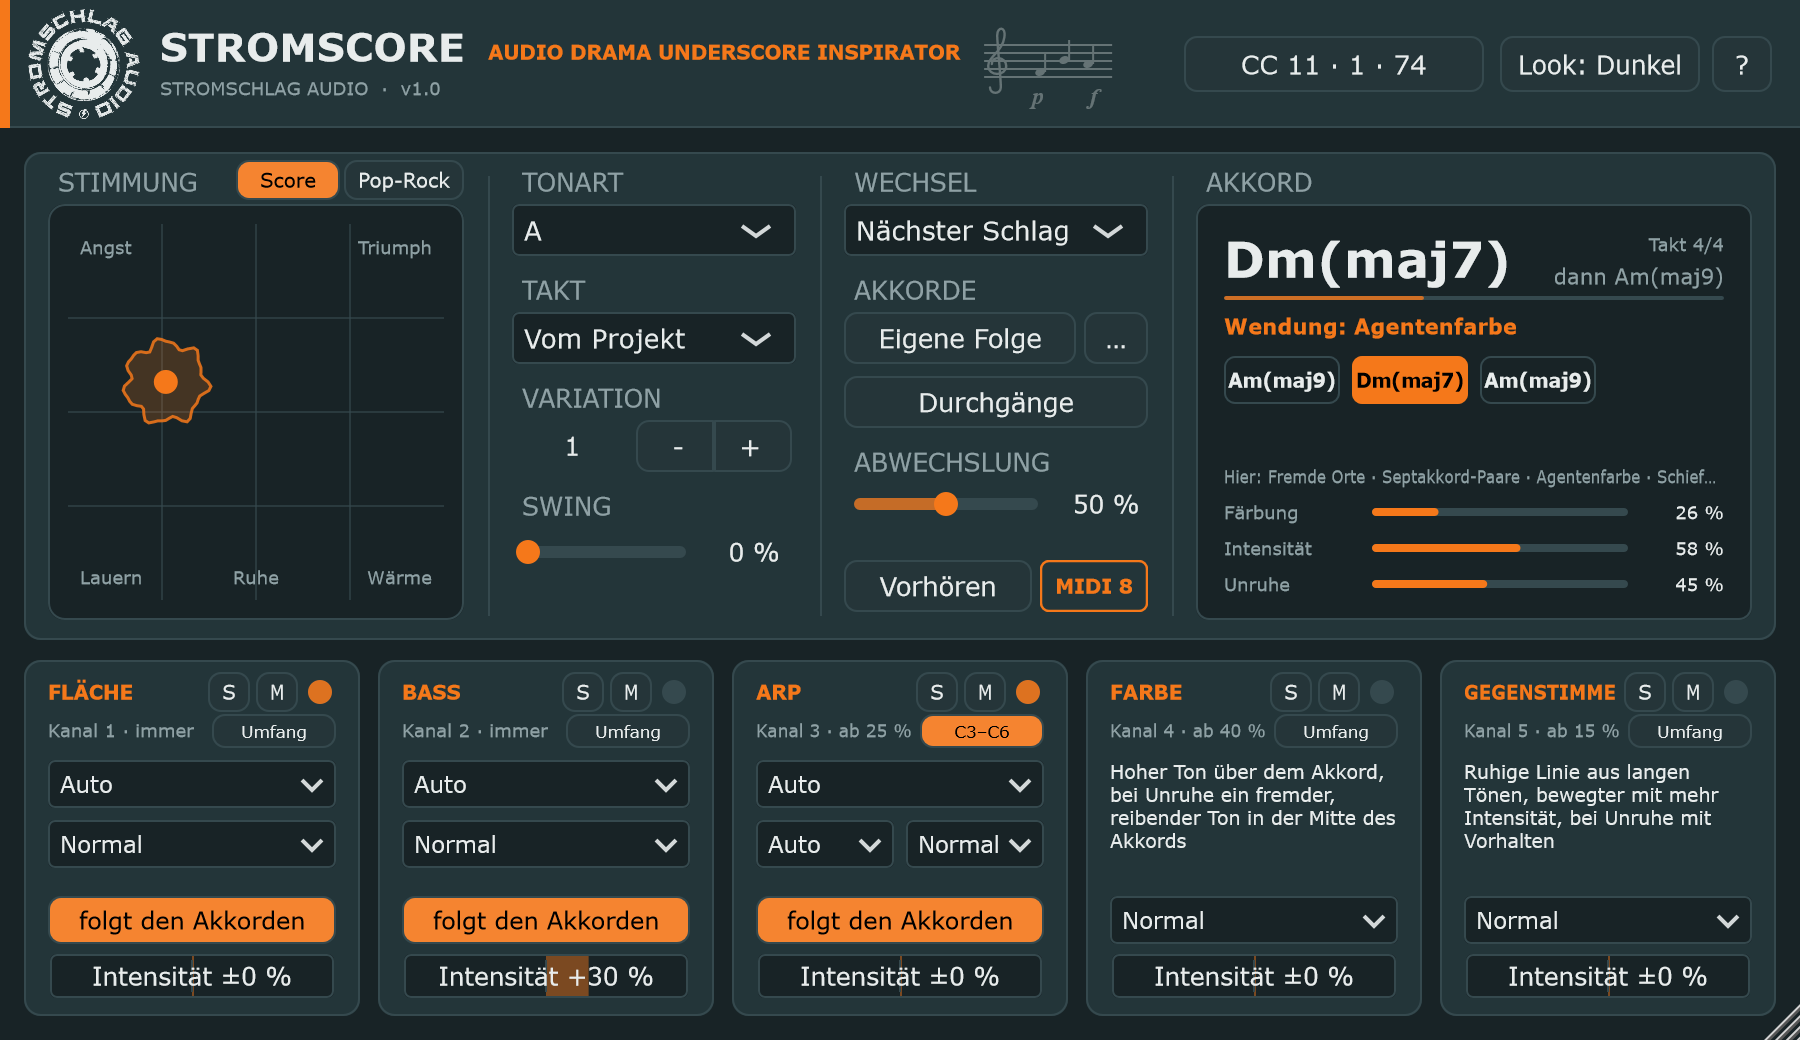 STROMSCHLAG AUDIO
STROMSCORE
AUDIO DRAMA UNDERSCORE INSPIRATOR
STROMSCHLAG AUDIO · v1.0
p f
CC 11 · 1 · 74
Look: Dunkel
?
STIMMUNG
Score
Pop-Rock
Angst
Triumph
Lauern
Ruhe
Wärme
TONART
A
TAKT
Vom Projekt
VARIATION
1
-
+
SWING
0 %
WECHSEL
Nächster Schlag
AKKORDE
Eigene Folge
...
Durchgänge
ABWECHSLUNG
50 %
Vorhören
MIDI 8
AKKORD
Dm(maj7)
Takt 4/4
dann Am(maj9)
Wendung: Agentenfarbe
Am(maj9)
Dm(maj7)
Am(maj9)
Hier: Fremde Orte · Septakkord-Paare · Agentenfarbe · Schief...
Färbung
26 %
Intensität
58 %
Unruhe
45 %
FLÄCHE
S
M
Kanal 1 · immer
Umfang
Auto
Normal
folgt den Akkorden
Intensität ±0 %
BASS
S
M
Kanal 2 · immer
Umfang
Auto
Normal
folgt den Akkorden
Intensität +30 %
ARP
S
M
Kanal 3 · ab 25 %
C3–C6
Auto
Auto
Normal
folgt den Akkorden
Intensität ±0 %
FARBE
S
M
Kanal 4 · ab 40 %
Umfang
Hoher Ton über dem Akkord,
bei Unruhe ein fremder,
reibender Ton in der Mitte des
Akkords
Normal
Intensität ±0 %
GEGENSTIMME
S
M
Kanal 5 · ab 15 %
Umfang
Ruhige Linie aus langen
Tönen, bewegter mit mehr
Intensität, bei Unruhe mit
Vorhalten
Normal
Intensität ±0 %